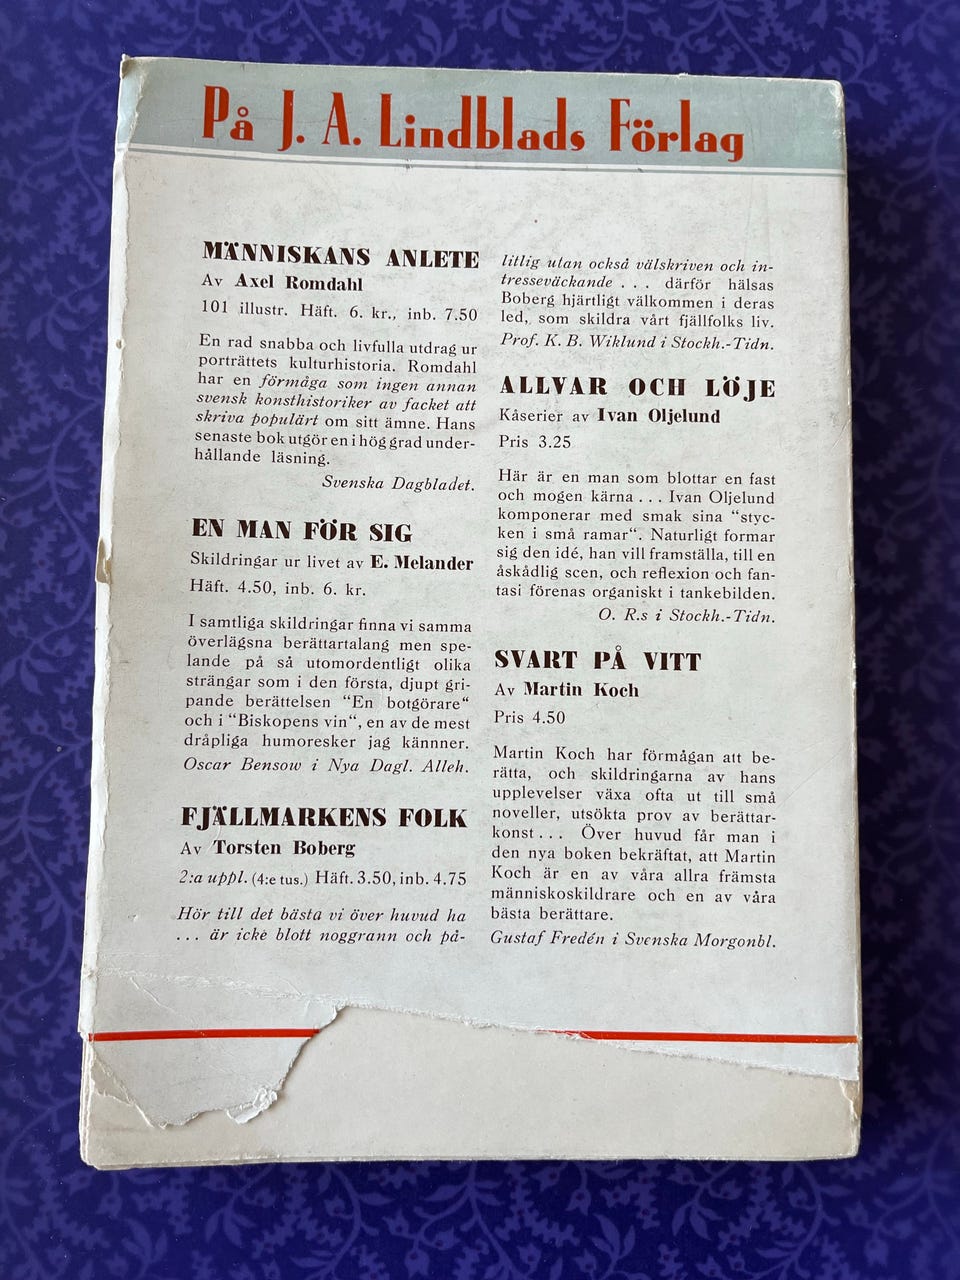 På J. A. Lindblads Förlag
MÄNNISKANS ANLETE
Av Axel Romdahl
101 illustr. Häft. 6. kr., inb. 7.50
En rad snabba och livfulla utdrag ur
porträttets kulturhistoria. Romdahl
har en förmåga som ingen annan
svensk konsthistoriker av facket att
skriva populärt om sitt ämne. Hans
senaste bok utgör en i hög grad under-
hållande läsning.
Svenska Dagbladet.
EN MAN FÖR SIG
Skildringar ur livet av E. Melander
Häft. 4.50, inb. 6. kr.
I samtliga skildringar finna vi samma
överlägsna berättartalang men spe-
lande på så utomordentligt olika
strängar som i den första, djupt gri-
pande berättelsen "En botgörare“
och i "Biskopens vin“, en av de mest
dråpliga humoresker jag kännner.
Oscar Bensow i Nya Dagl. Alleh.
FJÄLLMARKENS FOLK
Av Torsten Boberg
2:a uppl. (4:e tus.) Häft. 3.50, inb. 4.75
Hör till det bästa vi över huvud ha
... är icke blott noggrann och på-
litlig utan också välskriven och in-
tresseväckande ... därför hälsas
Boberg hjärtligt välkommen i deras
led, som skildra vårt fjällfolks liv.
Prof. K. B. Wiklund i Stockh.-Tidn.
ALLVAR OCH LÖJE
Kåserier av Ivan Oljelund
Pris 3.25
Här är en man som blottar en fast
och mogen kärna ... Ivan Oljelund
komponerar med smak sina "styc-
ken i små ramar“. Naturligt formar
sig den idé, han vill framställa, till en
åskådlig scen, och reflexion och fan-
tasi förenas organiskt i tankebilden.
O. R.s i Stockh.-Tidn.
SVART PÅ VITT
Av Martin Koch
Pris 4.50
Martin Koch har förmågan att be-
rätta, och skildringarna av hans
upplevelser växa ofta ut till små
noveller, utsökta prov av berättar-
konst ... Över huvud får man i
den nya boken bekräftat, att Martin
Koch är en av våra allra främsta
människoskildrare och en av våra
bästa berättare.
Gustaf Fredén i Svenska Morgonbl.